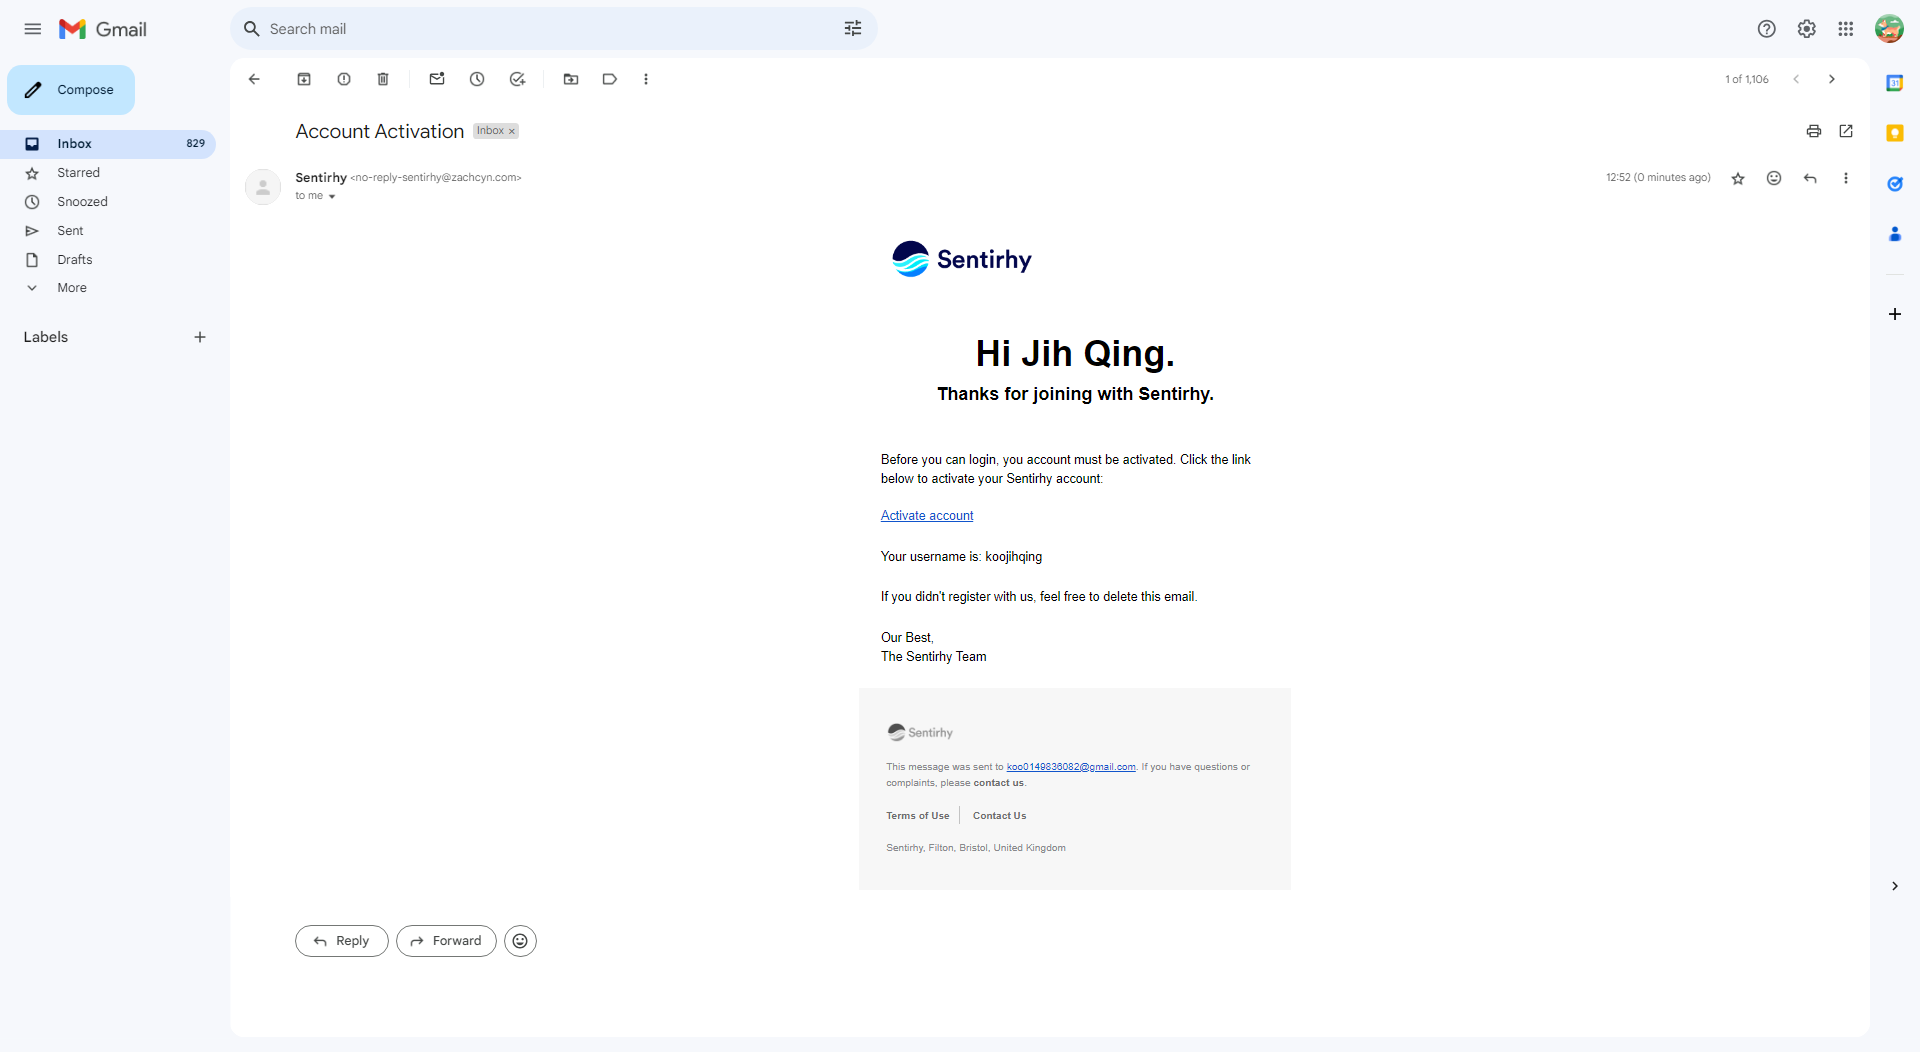 Gmail
Search mail
Compose
Inbox 829
Starred
Snoozed
Sent
Drafts
More
Labels
1 of 1,106
Account Activation Inbox ×
Sentirhy <no-reply-sentirhy@zachcyn.com>
to me
12:52 (0 minutes ago)
Sentirhy
Hi Jih Qing.
Thanks for joining with Sentirhy.
Before you can login, you account must be activated. Click the link
below to activate your Sentirhy account:
Activate account
Your username is: koojihqing
If you didn't register with us, feel free to delete this email.
Our Best,
The Sentirhy Team
Sentirhy
This message was sent to koo0149836082@gmail.com. If you have questions or
complaints, please contact us.
Terms of Use Contact Us
Sentirhy, Filton, Bristol, United Kingdom
Reply Forward
31